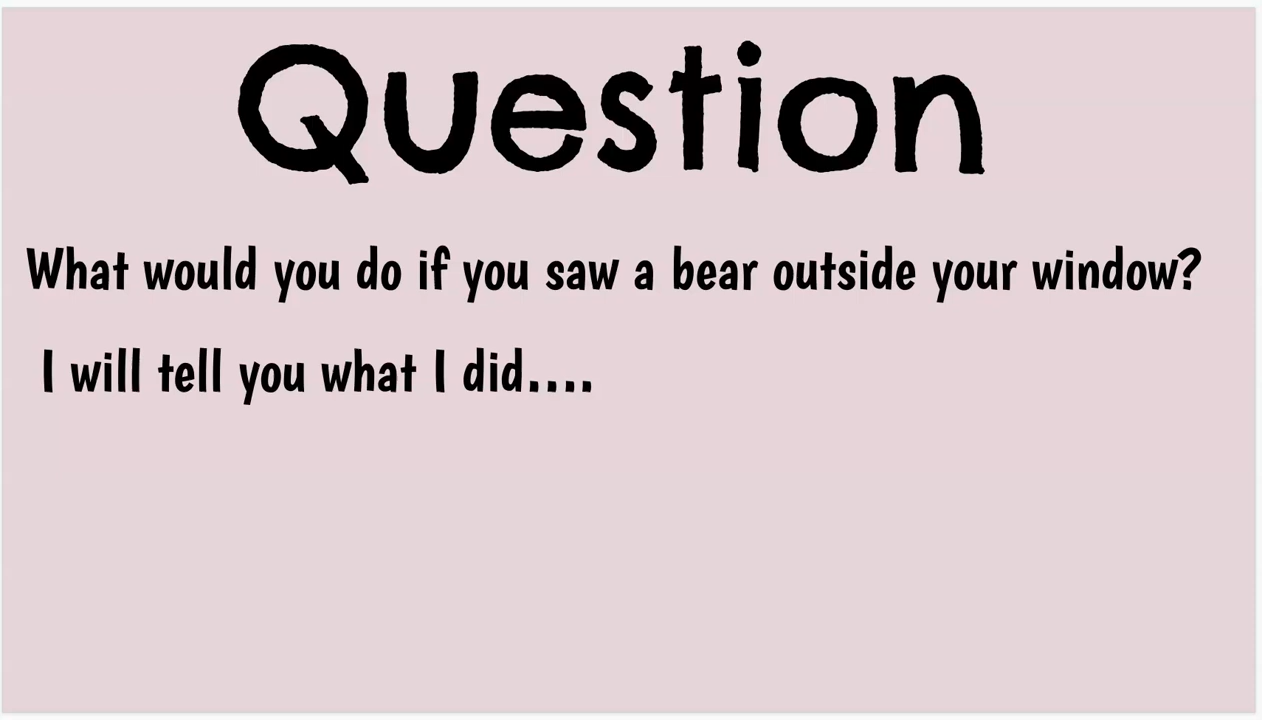 Question
What would you do if you saw a bear outside your window?
I will tell you what I did....